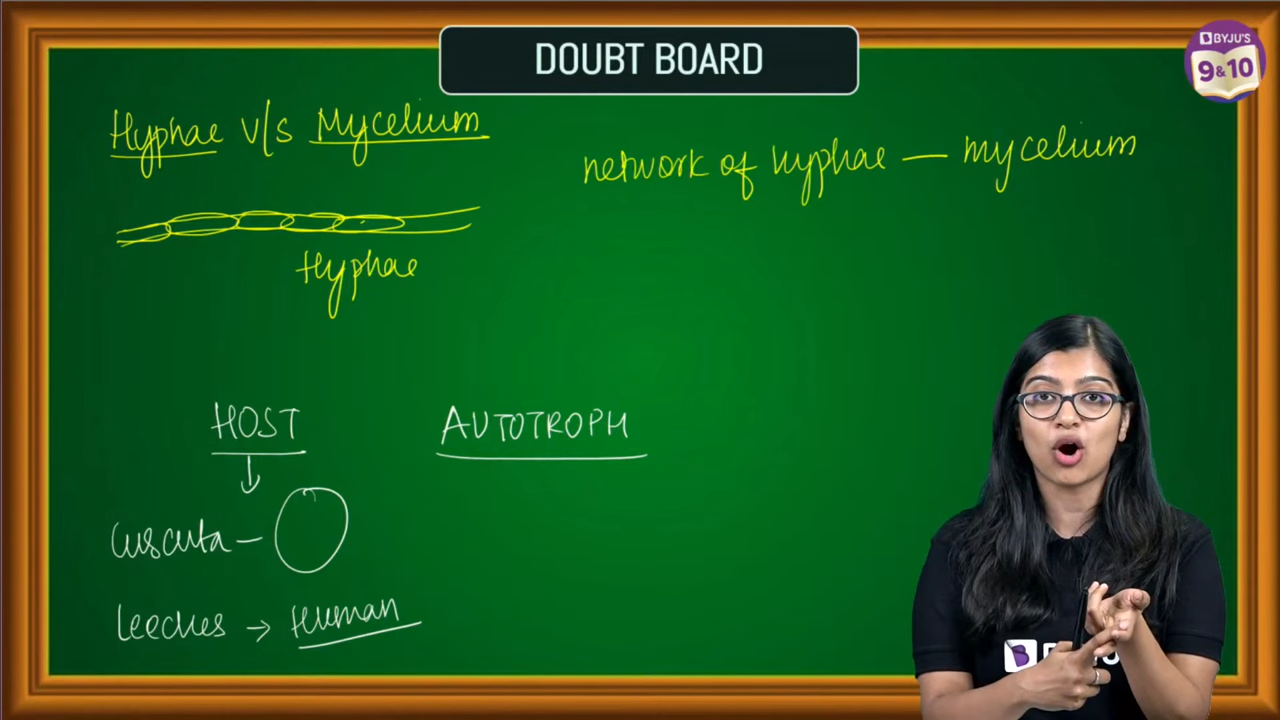 DOUBT BOARD
BYJU'S
9&10
Hyphae v/s Mycelium
network of hyphae — mycelium
Hyphae
HOST
AUTOTROPH
Cuscuta —
leeches → Human